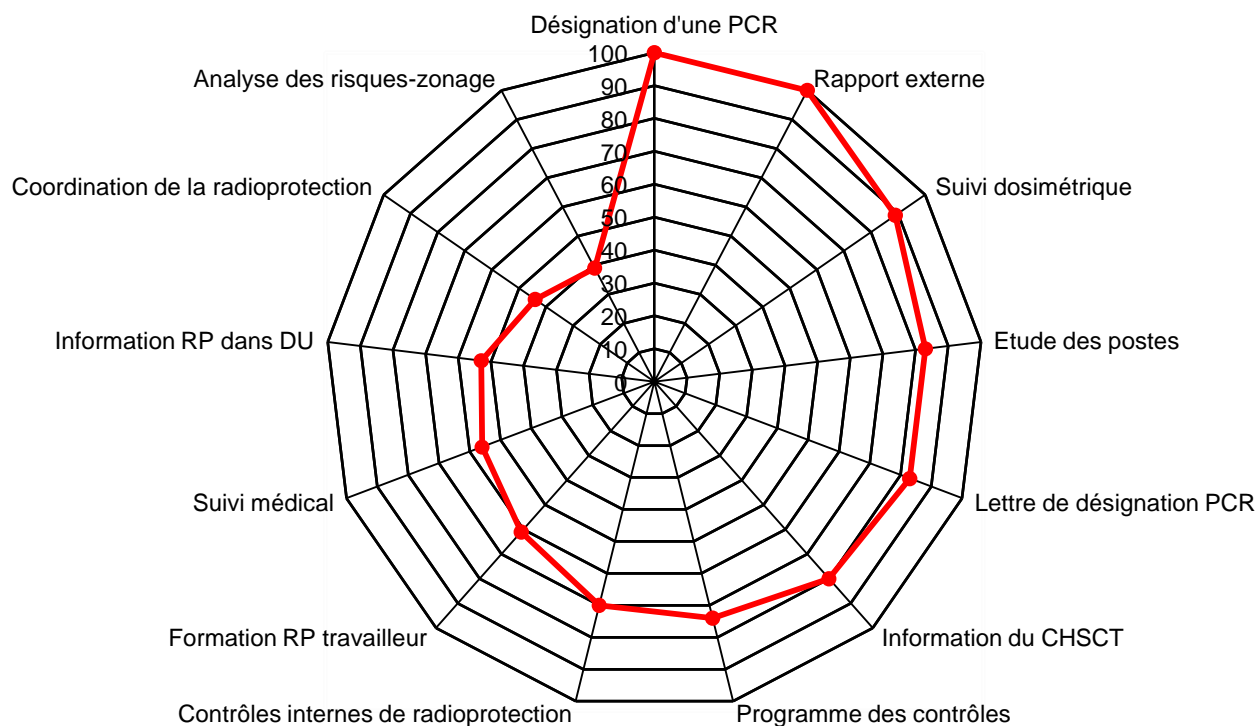 Désignation d'une PCR
100
90
80
70
60
50
40
30
20
10
0
Rapport externe
Suivi dosimétrique
Etude des postes
Lettre de désignation PCR
Information du CHSCT
Programme des contrôles
Contrôles internes de radioprotection
Formation RP travailleur
Suivi médical
Information RP dans DU
Coordination de la radioprotection
Analyse des risques-zonage